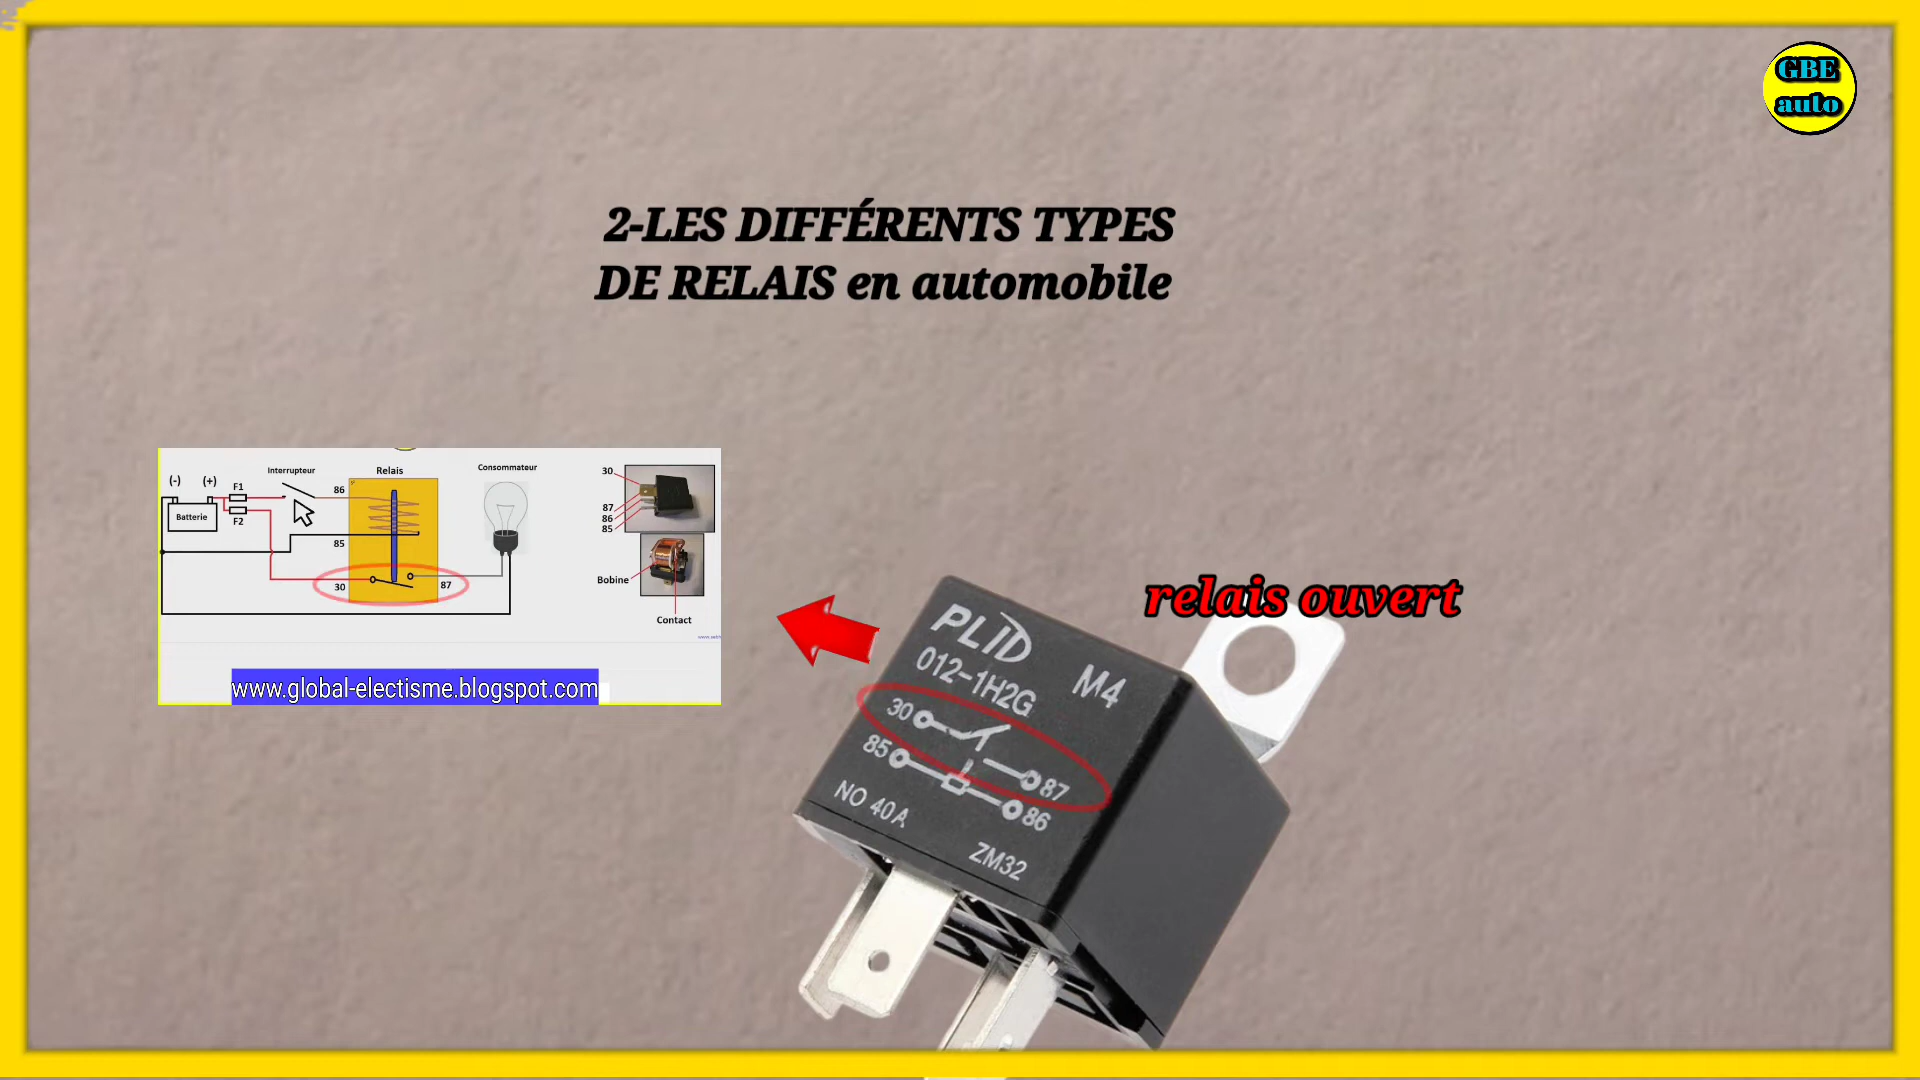 GBE
auto
2-LES DIFFÉRENTS TYPES
DE RELAIS en automobile
Interrupteur
Relais
Consommateur
(-)
(+)
F1
F2
Batterie
86
85
30
87
30
87
86
85
Bobine
Contact
www.global-electisme.blogspot.com
relais ouvert
PLID
012-1H2G
M4
30
85
87
86
NO 40A
ZM32